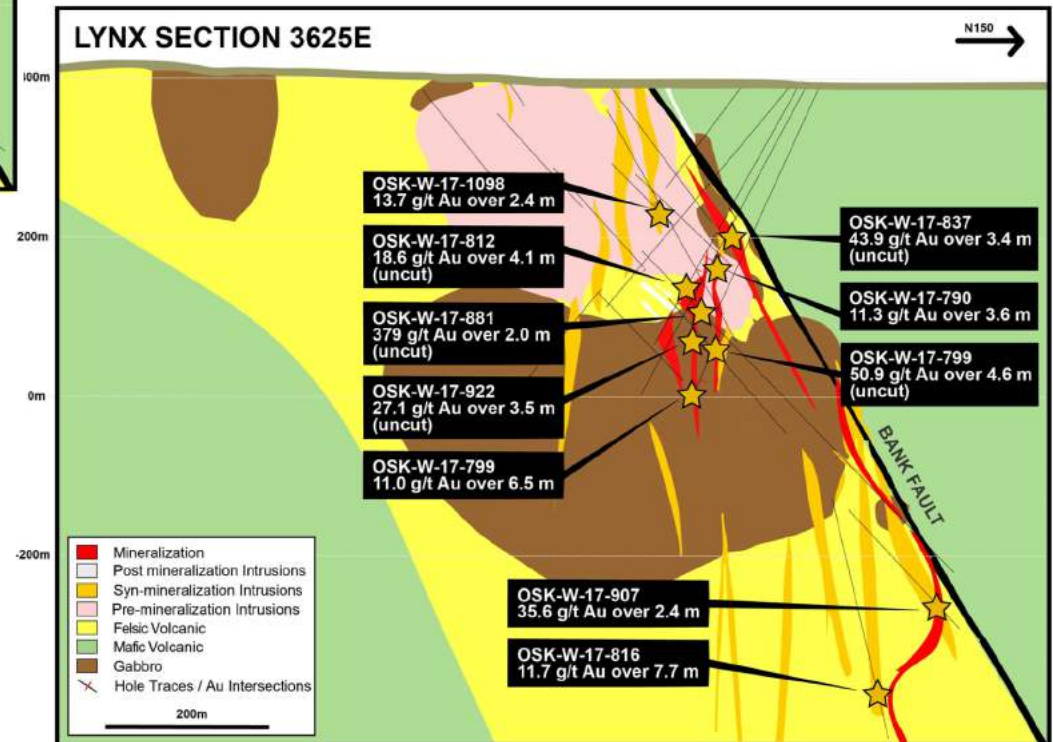 LYNX SECTION 3625E
N150
400m
200m
0m
-200m
OSK-W-17-1098
13.7 g/t Au over 2.4 m
OSK-W-17-812
18.6 g/t Au over 4.1 m
(uncut)
OSK-W-17-881
379 g/t Au over 2.0 m
(uncut)
OSK-W-17-922
27.1 g/t Au over 3.5 m
(uncut)
OSK-W-17-799
11.0 g/t Au over 6.5 m
OSK-W-17-837
43.9 g/t Au over 3.4 m
(uncut)
OSK-W-17-790
11.3 g/t Au over 3.6 m
OSK-W-17-799
50.9 g/t Au over 4.6 m
(uncut)
BANK FAULT
OSK-W-17-907
35.6 g/t Au over 2.4 m
OSK-W-17-816
11.7 g/t Au over 7.7 m
Mineralization
Post mineralization Intrusions
Syn-mineralization Intrusions
Pre-mineralization Intrusions
Felsic Volcanic
Mafic Volcanic
Gabbro
Hole Traces / Au Intersections
200m